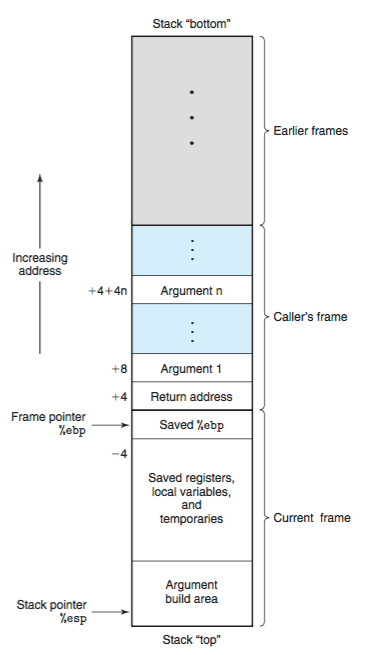 Stack “bottom”
Earlier frames
Increasing
address
+4+4n
Argument n
Caller's frame
+8
Argument 1
+4
Return address
Frame pointer
%ebp
Saved %ebp
−4
Saved registers,
local variables,
and
temporaries
Current frame
Argument
build area
Stack pointer
%esp
Stack “top”